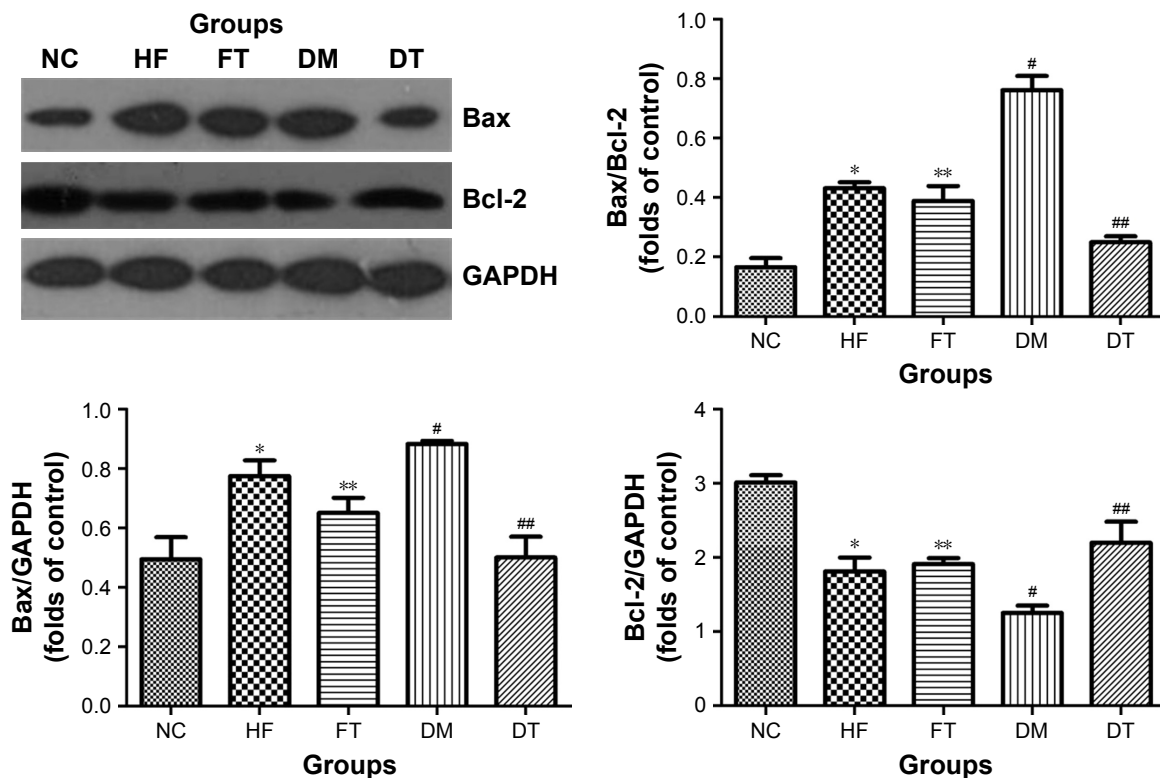 Groups
NC HF FT DM DT
Bax
Bcl-2
GAPDH
Bax/Bcl-2
(folds of control)
1.0
0.8
0.6
0.4
0.2
0.0
*
**
#
##
NC HF FT DM DT
Groups
Bax/GAPDH
(folds of control)
1.0
0.8
0.6
0.4
0.2
0.0
*
**
#
##
NC HF FT DM DT
Groups
Bcl-2/GAPDH
(folds of control)
4
3
2
1
0
*
**
#
##
NC HF FT DM DT
Groups